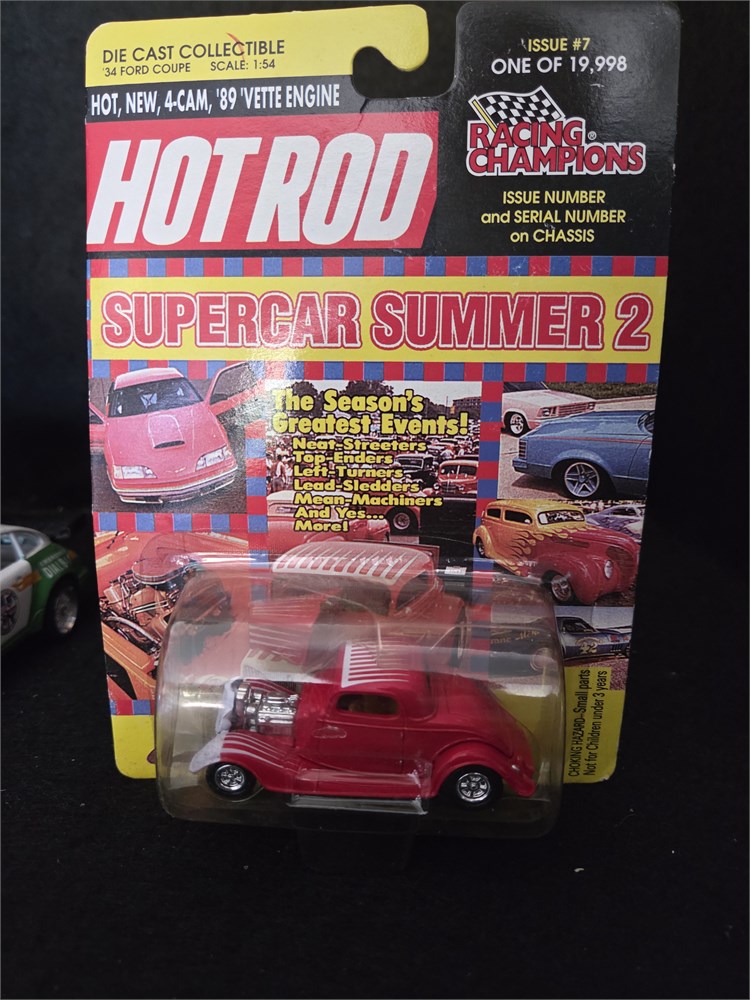 DIE CAST COLLECTIBLE
'34 FORD COUPE SCALE: 1:54
HOT, NEW, 4-CAM, '89 'VETTE ENGINE
HOT ROD
ISSUE #7
ONE OF 19,998
RACING®
CHAMPIONS
ISSUE NUMBER
and SERIAL NUMBER
on CHASSIS
SUPERCAR SUMMER 2
The Season's
Greatest Events!
Neat-Streeters
Top-Enders
Left-Turners
Lead-Sledders
Mean-Machiners
And Yes...
More!
CHOKING HAZARD-Small parts
Not for Children under 3 years